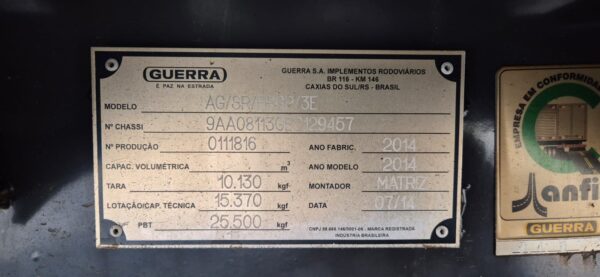 GUERRA
É PAZ NA ESTRADA
GUERRA S.A. IMPLEMENTOS RODOVIÁRIOS
BR 116 - KM 146
CAXIAS DO SUL/RS - BRASIL
MODELO
Nº CHASSI
Nº PRODUÇÃO 0111816 ANO FABRIC. 2014
CAPAC. VOLUMÉTRICA m³ ANO MODELO 2014
TARA 10.130 kgf MONTADOR MATRIZ
LOTAÇÃO/CAP. TÉCNICA 15.370 kgf DATA 07/14
PBT 25.500 kgf
MARCA REGISTRADA
INDÚSTRIA BRASILEIRA
EMPRESA EM CONFORMIDADE
anfi
GUERRA